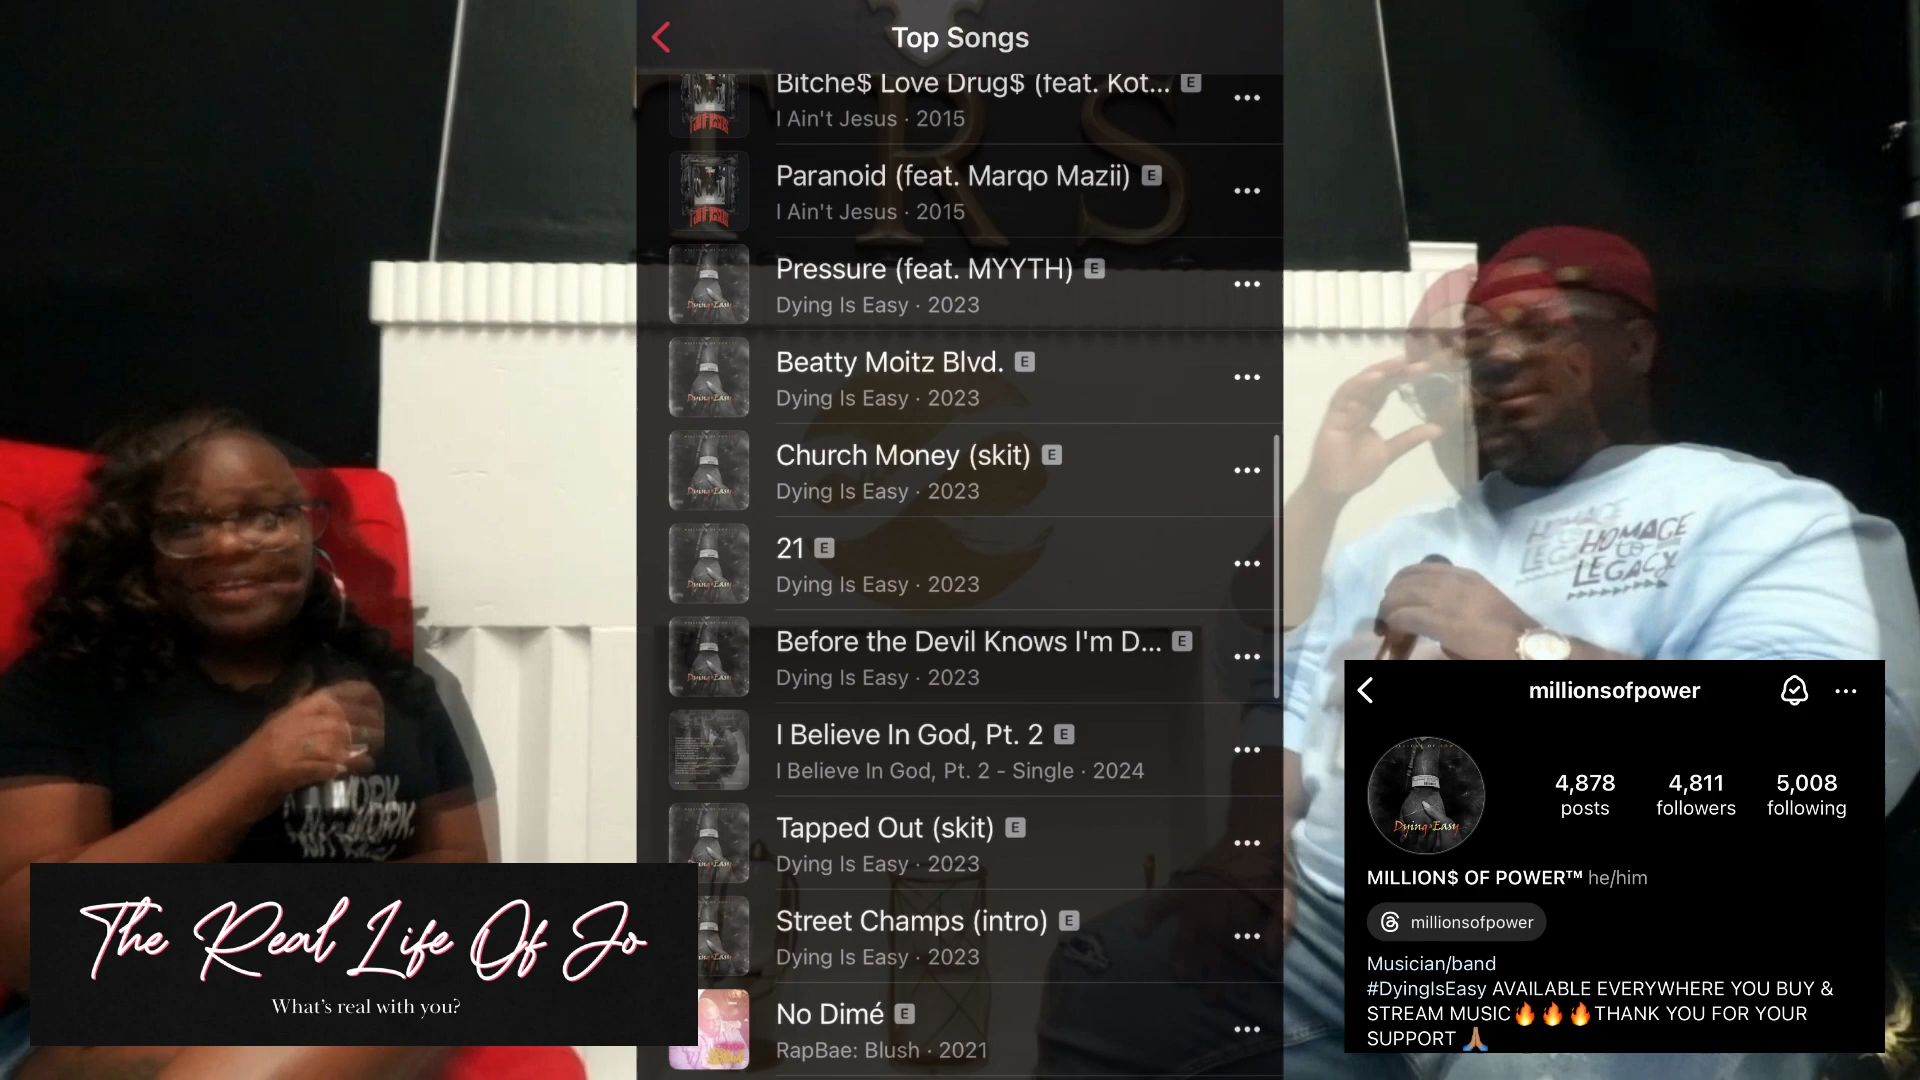 Top Songs
Bitche$ Love Drug$ (feat. Kot... E
I Ain't Jesus · 2015
Paranoid (feat. Marqo Mazii) E
I Ain't Jesus · 2015
Pressure (feat. MYYTH) E
Dying Is Easy · 2023
Beatty Moitz Blvd. E
Dying Is Easy · 2023
Church Money (skit) E
Dying Is Easy · 2023
21 E
Dying Is Easy · 2023
Before the Devil Knows I'm D... E
Dying Is Easy · 2023
I Believe In God, Pt. 2 E
I Believe In God, Pt. 2 - Single · 2024
Tapped Out (skit) E
Dying Is Easy · 2023
Street Champs (intro) E
Dying Is Easy · 2023
No Dimé E
RapBae: Blush · 2021
T R S
HOMAGE
to
LEGACY
WORK
The Real Life Of Jo
What's real with you?
millionsofpower
Dying Is Easy
4,878 4,811 5,008
posts followers following
MILLION$ OF POWER™ he/him
millionsofpower
Musician/band
#DyingIsEasy AVAILABLE EVERYWHERE YOU BUY &
STREAM MUSIC🔥🔥🔥THANK YOU FOR YOUR
SUPPORT 🙏🏽